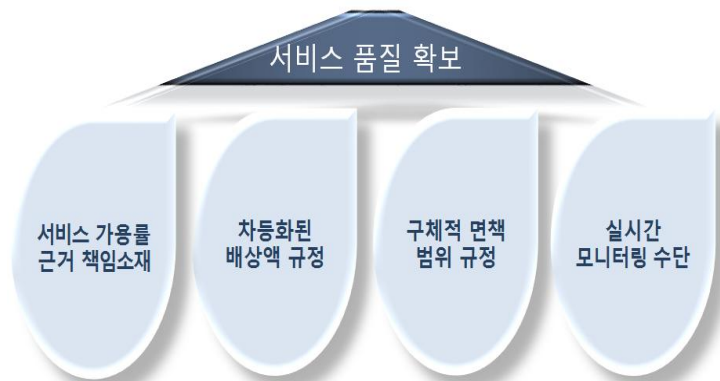 서비스 품질 확보
서비스 가용률
근거 책임소재
차등화된
배상액 규정
구체적 면책
범위 규정
실시간
모니터링 수단